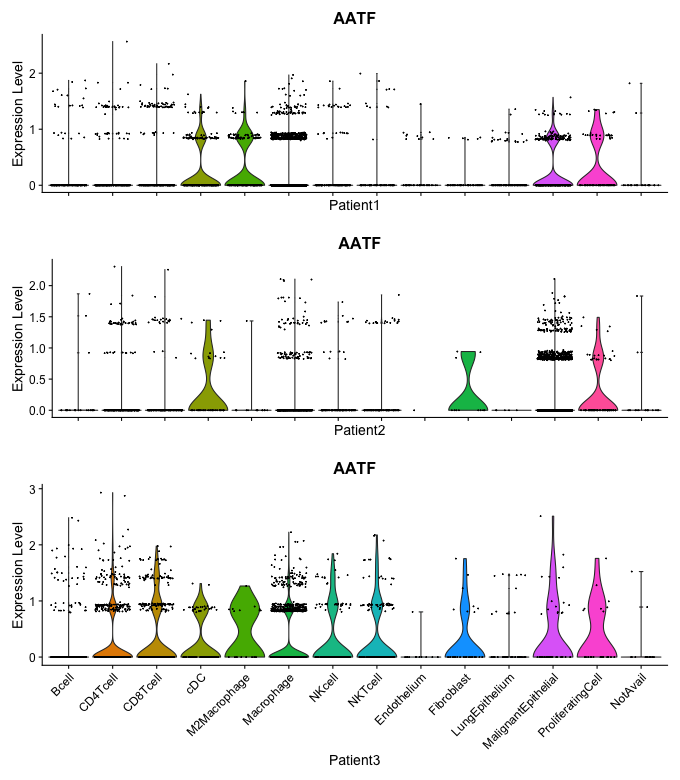 AATF
Expression Level
2
1
0
Patient1
AATF
Expression Level
2.0
1.5
1.0
0.5
0.0
Patient2
AATF
Expression Level
3
2
1
0
Bcell
CD4Tcell
CD8Tcell
cDC
M2Macrophage
Macrophage
NKcell
NKTcell
Endothelium
Fibroblast
LungEpithelium
MalignantEpithelial
ProliferatingCell
NotAvail
Patient3